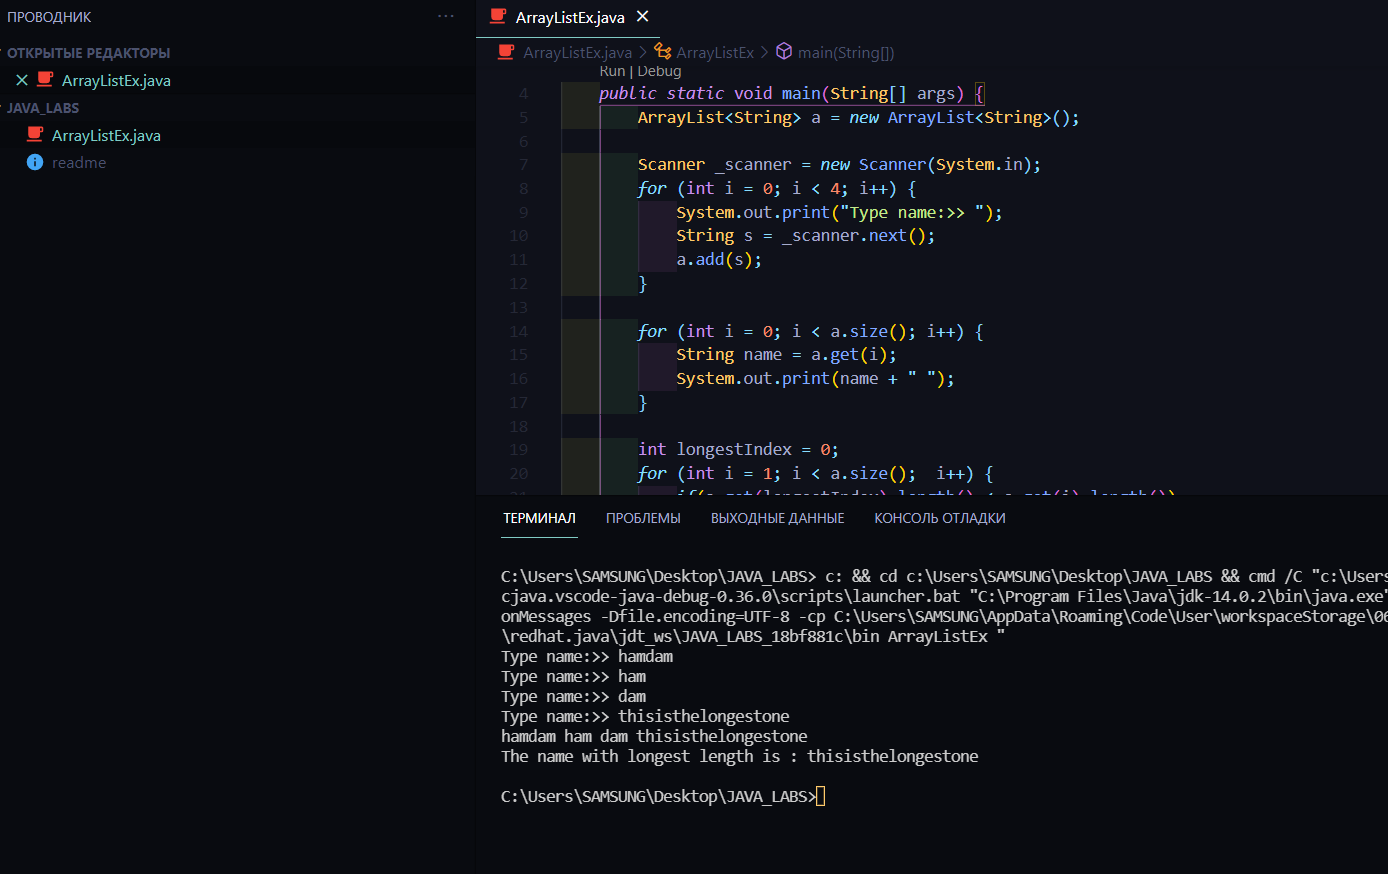 ПРОВОДНИК ···
ОТКРЫТЫЕ РЕДАКТОРЫ
ArrayListEx.java
JAVA_LABS
ArrayListEx.java
readme
ArrayListEx.java
ArrayListEx.java > ArrayListEx > main(String[])
Run | Debug
4 public static void main(String[] args) {
5 ArrayList<String> a = new ArrayList<String>();
6
7 Scanner _scanner = new Scanner(System.in);
8 for (int i = 0; i < 4; i++) {
9 System.out.print("Type name:>> ");
10 String s = _scanner.next();
11 a.add(s);
12 }
13
14 for (int i = 0; i < a.size(); i++) {
15 String name = a.get(i);
16 System.out.print(name + " ");
17 }
18
19 int longestIndex = 0;
20 for (int i = 1; i < a.size();  i++) {
21 if(a.get(longestIndex).length() < a.get(i).length())
ТЕРМИНАЛ ПРОБЛЕМЫ ВЫХОДНЫЕ ДАННЫЕ КОНСОЛЬ ОТЛАДКИ
C:\Users\SAMSUNG\Desktop\JAVA_LABS> c: && cd c:\Users\SAMSUNG\Desktop\JAVA_LABS && cmd /C "c:\Users
cjava.vscode-java-debug-0.36.0\scripts\launcher.bat "C:\Program Files\Java\jdk-14.0.2\bin\java.exe"
onMessages -Dfile.encoding=UTF-8 -cp C:\Users\SAMSUNG\AppData\Roaming\Code\User\workspaceStorage\06
\redhat.java\jdt_ws\JAVA_LABS_18bf881c\bin ArrayListEx "
Type name:>> hamdam
Type name:>> ham
Type name:>> dam
Type name:>> thisisthelongestone
hamdam ham dam thisisthelongestone
The name with longest length is : thisisthelongestone
C:\Users\SAMSUNG\Desktop\JAVA_LABS>